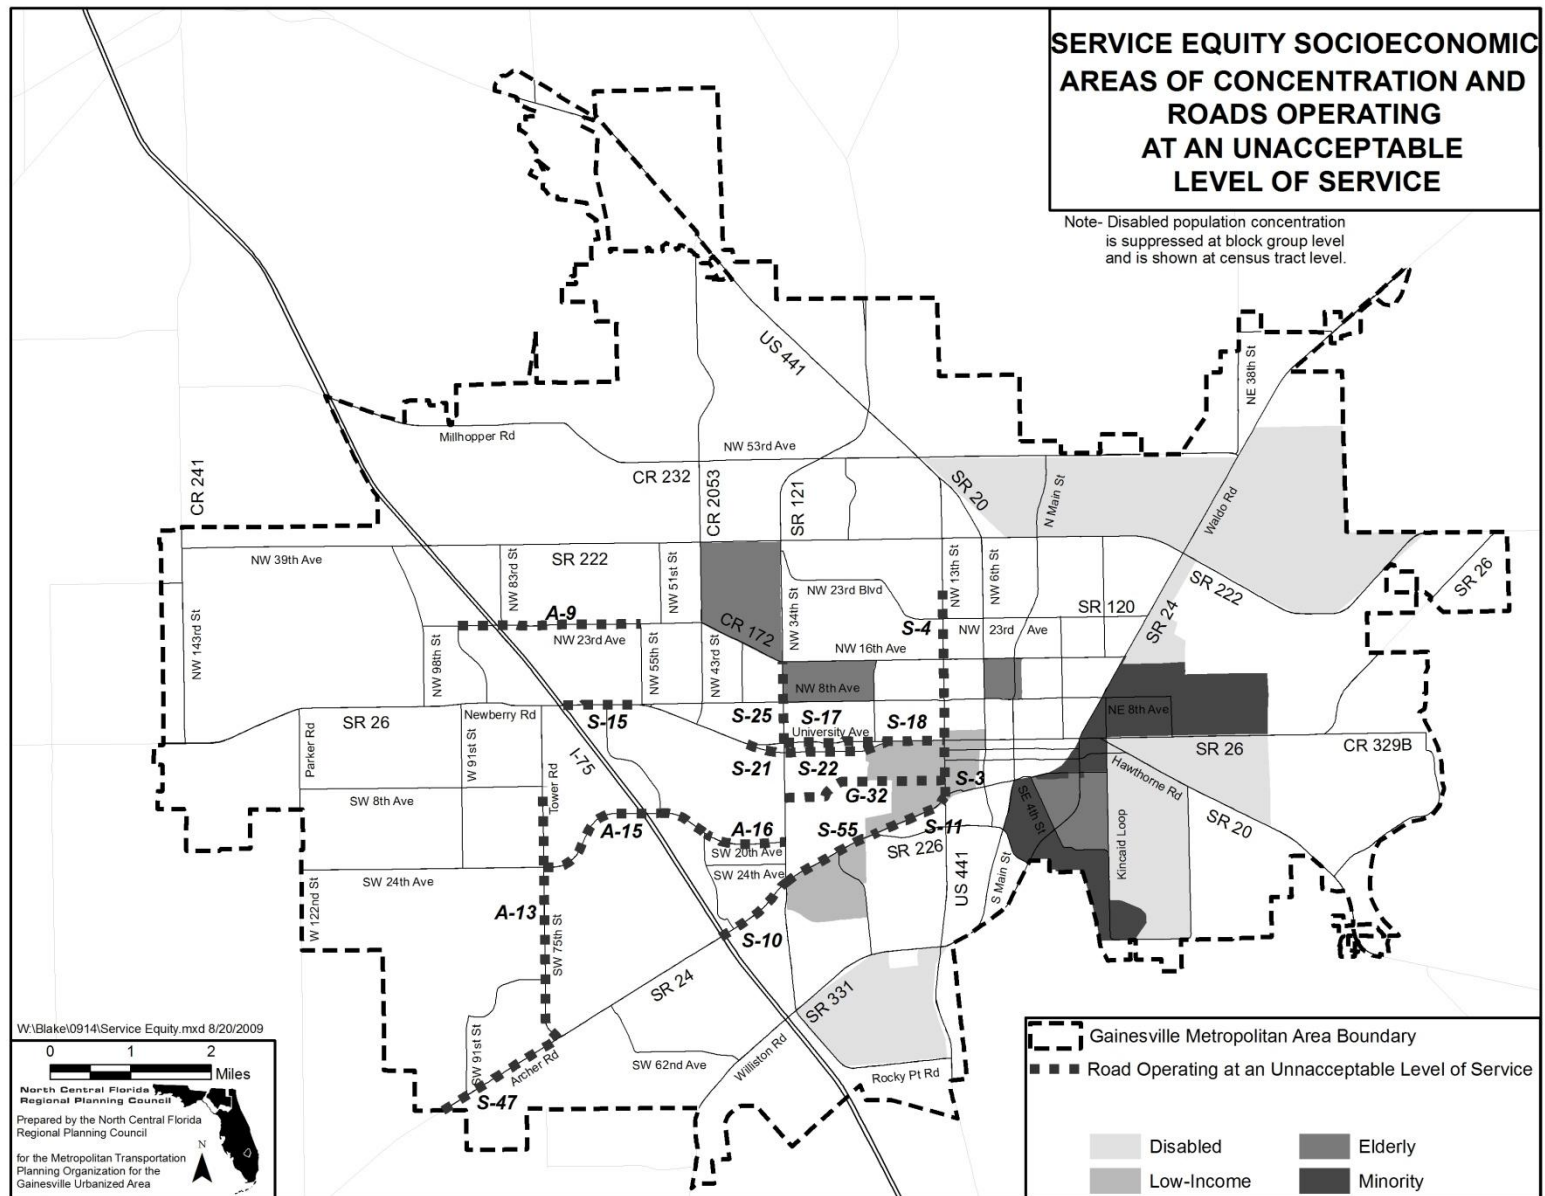 SERVICE EQUITY SOCIOECONOMIC
AREAS OF CONCENTRATION AND
ROADS OPERATING
AT AN UNACCEPTABLE
LEVEL OF SERVICE
Note- Disabled population concentration
is suppressed at block group level
and is shown at census tract level.
US 441
NE 38th St
Millhopper Rd
NW 53rd Ave
CR 232
CR 241
CR 2053
SR 121
SR 20
N Main St
Waldo Rd
NW 39th Ave
NW 83rd St
SR 222
NW 51st St
NW 13th St
NW 6th St
SR 222
SR 26
NW 23rd Blvd
SR 120
NW 34th St
A-9
CR 172
S-4
NW 23rd Ave
SR 24
NW 143rd St
NW 98th St
NW 23rd Ave
NW 55th St
NW 43rd St
NW 16th Ave
NW 8th Ave
NE 8th Ave
SR 26
Newberry Rd
S-15
S-25
S-17
S-18
University Ave
Parker Rd
W 91st St
I-75
S-21
S-22
SR 26
CR 329B
Hawthorne Rd
Tower Rd
S-3
SW 8th Ave
G-32
SE 4th St
SR 20
A-15
A-16
S-55
S-11
Kincaid Loop
SW 20th Ave
SR 226
SW 24th Ave
SW 24th Ave
US 441
S Main St
W 122nd St
A-13
SW 75th St
S-10
SR 24
SR 331
W:\Blake\0914\Service Equity.mxd 8/20/2009
SW 91st St
Archer Rd
SW 62nd Ave
Williston Rd
Rocky Pt Rd
S-47
0 1 2
Miles
North Central Florida
Regional Planning Council
Prepared by the North Central Florida
Regional Planning Council
N
for the Metropolitan Transportation
Planning Organization for the
Gainesville Urbanized Area
Gainesville Metropolitan Area Boundary
Road Operating at an Unnacceptable Level of Service
Disabled
Elderly
Low-Income
Minority